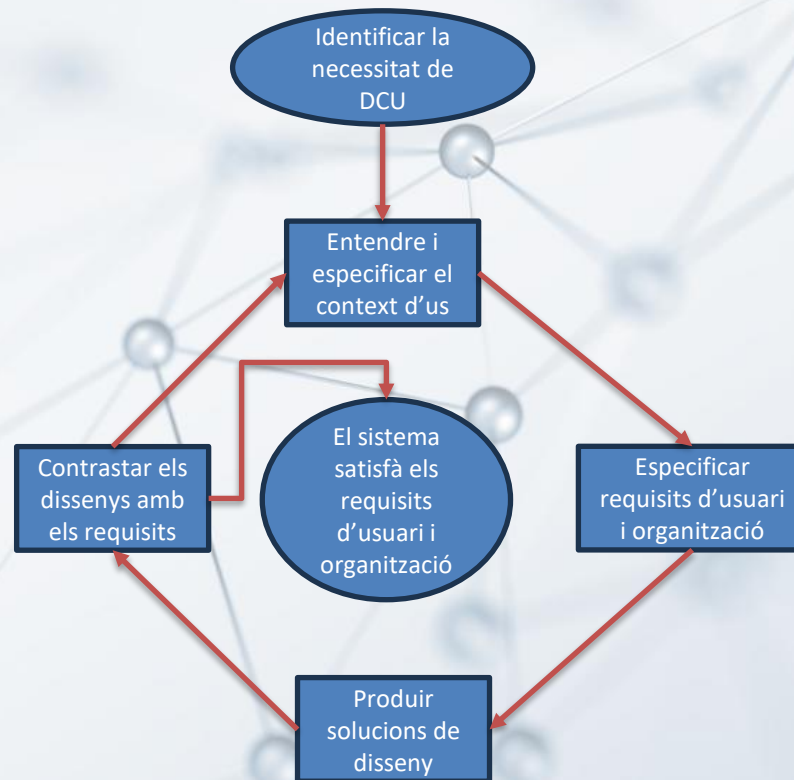 Identificar la
necessitat de
DCU
Entendre i
especificar el
context d’us
Contrastar els
dissenys amb
els requisits
El sistema
satisfà els
requisits
d’usuari i
organització
Especificar
requisits d’usuari
i organització
Produir
solucions de
disseny